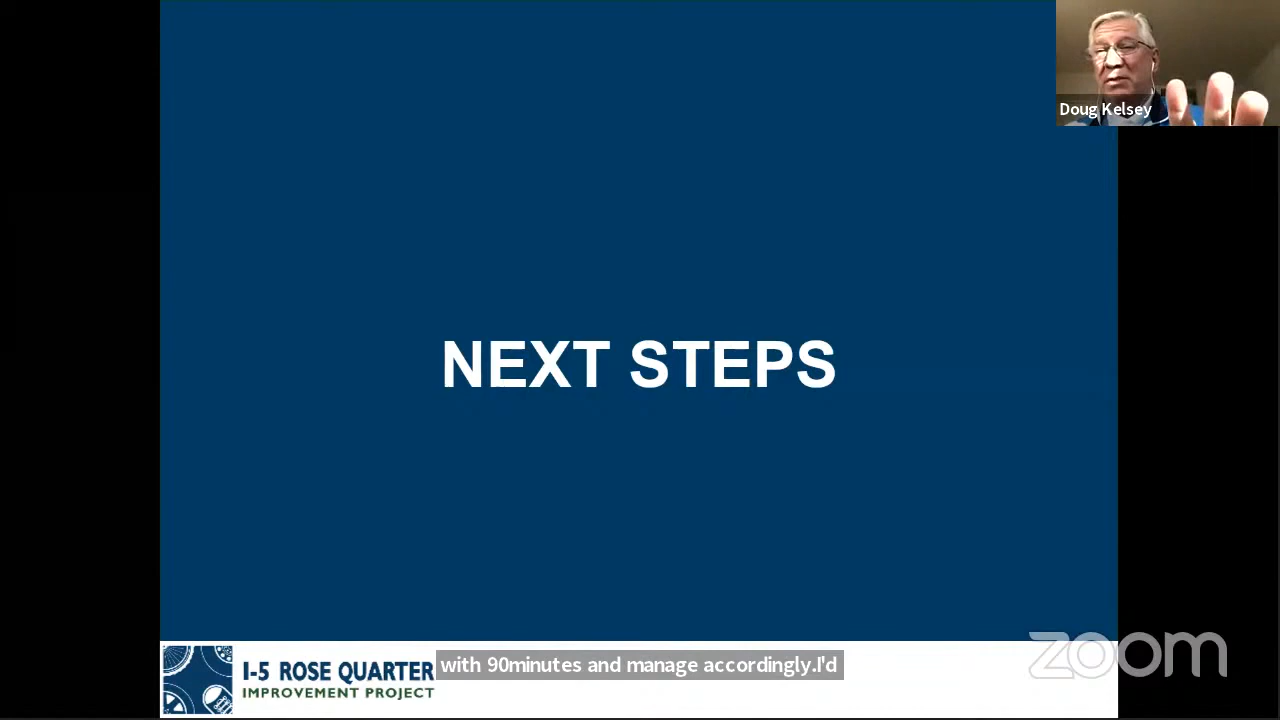 Doug Kelsey
NEXT STEPS
I-5 ROSE QUARTER
IMPROVEMENT PROJECT
with 90minutes and manage accordingly.I'd
zoom